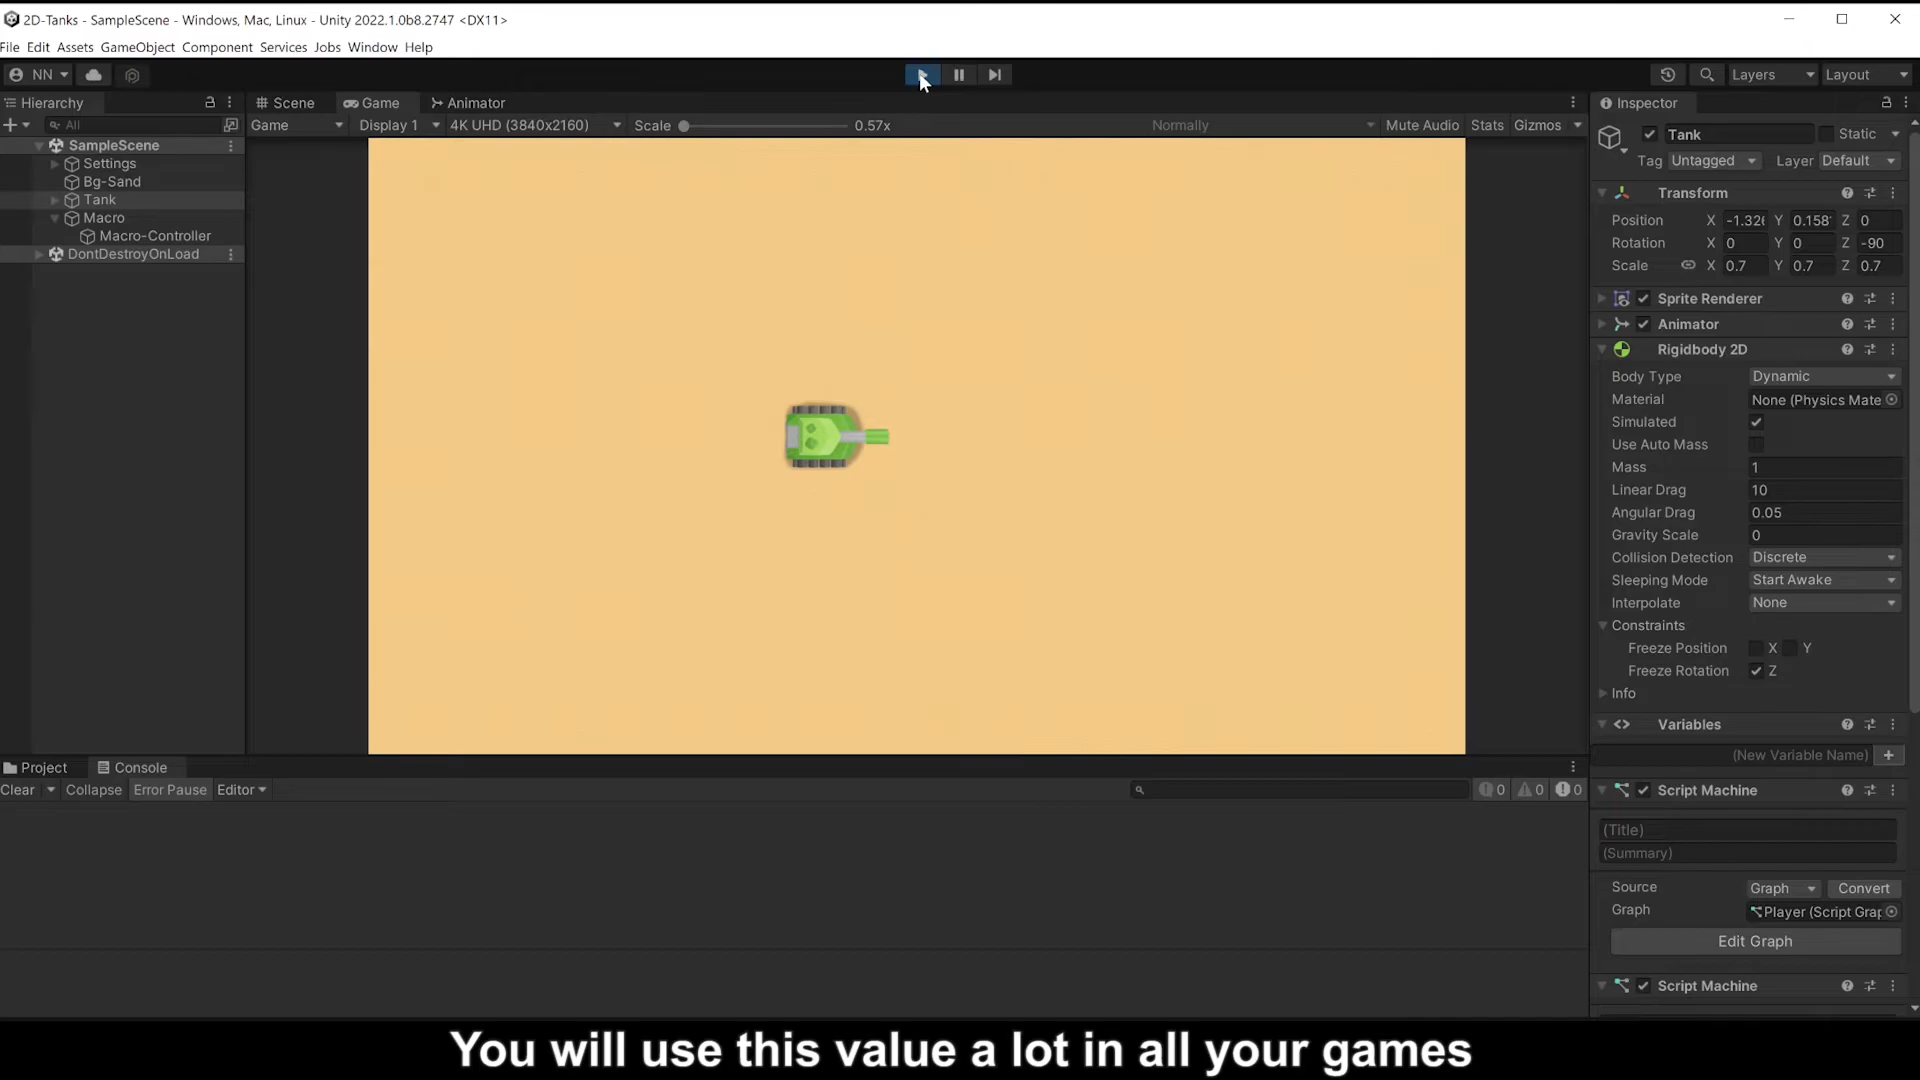 2D-Tanks - SampleScene - Windows, Mac, Linux - Unity 2022.1.0b8.2747 <DX11>
File Edit Assets GameObject Component Services Jobs Window Help
NN
Layers
Layout
Hierarchy
All
SampleScene
Settings
Bg-Sand
Tank
Macro
Macro-Controller
DontDestroyOnLoad
Scene Game Animator
Game Display 1 4K UHD (3840x2160) Scale 0.57x Normally Mute Audio Stats Gizmos
Inspector
Tank Static
Tag Untagged Layer Default
Transform
Position X -1.326 Y 0.158 Z 0
Rotation X 0 Y 0 Z -90
Scale X 0.7 Y 0.7 Z 0.7
Sprite Renderer
Animator
Rigidbody 2D
Body Type Dynamic
Material None (Physics Mate
Simulated
Use Auto Mass
Mass 1
Linear Drag 10
Angular Drag 0.05
Gravity Scale 0
Collision Detection Discrete
Sleeping Mode Start Awake
Interpolate None
Constraints
Freeze Position X Y
Freeze Rotation Z
Info
Variables
(New Variable Name) +
Script Machine
(Title)
(Summary)
Source Graph Convert
Graph Player (Script Grap
Edit Graph
Script Machine
Project Console
Clear Collapse Error Pause Editor 0 0 0
You will use this value a lot in all your games